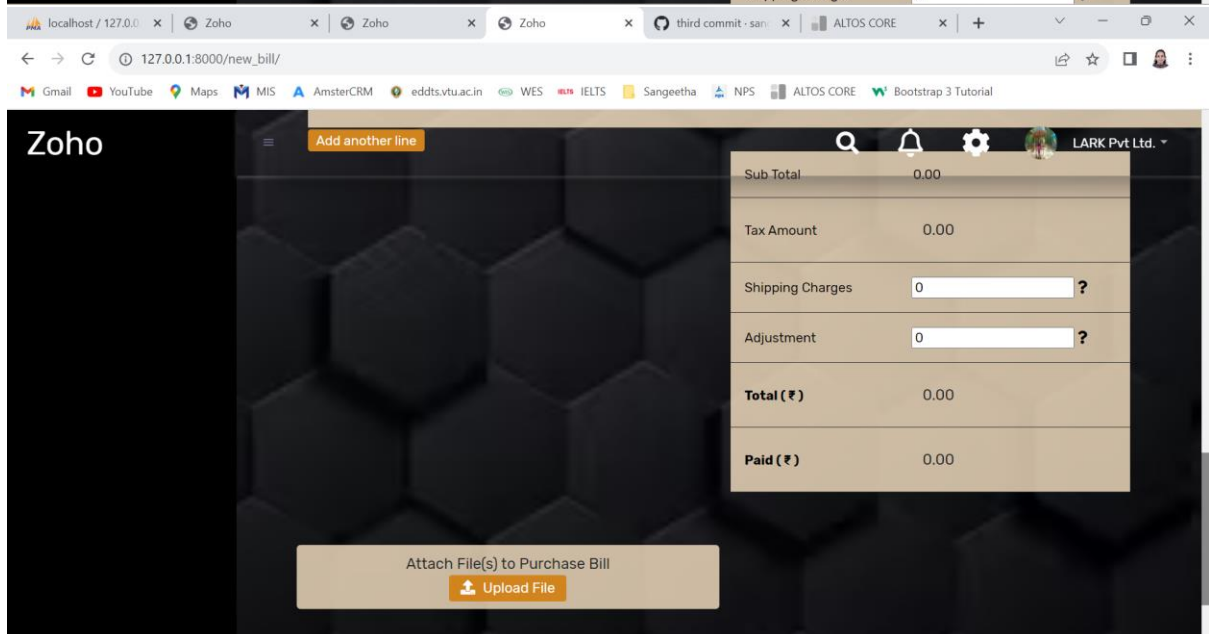 localhost / 127.0.0
Zoho
Zoho
Zoho
third commit · san
ALTOS CORE
127.0.0.1:8000/new_bill/
Gmail
YouTube
Maps
MIS
AmsterCRM
eddts.vtu.ac.in
WES
IELTS
Sangeetha
NPS
ALTOS CORE
Bootstrap 3 Tutorial
Zoho
Add another line
LARK Pvt Ltd.
Sub Total 0.00
Tax Amount 0.00
Shipping Charges 0 ?
Adjustment 0 ?
Total ( ₹ ) 0.00
Paid ( ₹ ) 0.00
Attach File(s) to Purchase Bill
Upload File